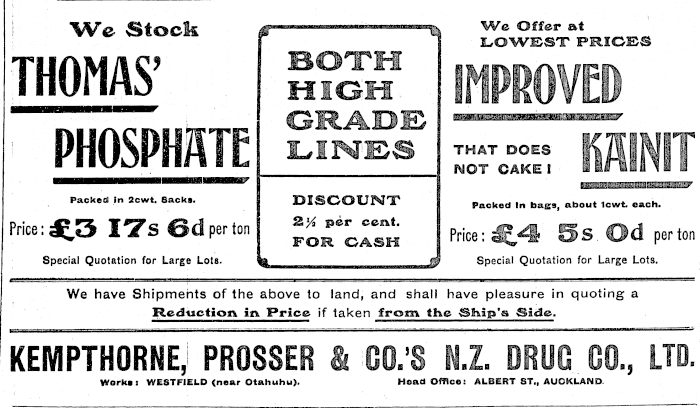 We Stock
THOMAS'
PHOSPHATE
Packed in 2cwt. Sacks.
Price: £3 17s 6d per ton
Special Quotation for Large Lots.
BOTH
HIGH
GRADE
LINES
DISCOUNT
2½ per cent.
FOR CASH
We Offer at
LOWEST PRICES
IMPROVED
THAT DOES
NOT CAKE!
KAINIT
Packed in bags, about 1cwt. each.
Price: £4 5s 0d per ton
Special Quotation for Large Lots.
We have Shipments of the above to land, and shall have pleasure in quoting a
Reduction in Price if taken from the Ship's Side.
KEMPTHORNE, PROSSER & CO.'S N.Z. DRUG CO., LTD.
Works: WESTFIELD (near Otahuhu).
Head Office: ALBERT ST., AUCKLAND.